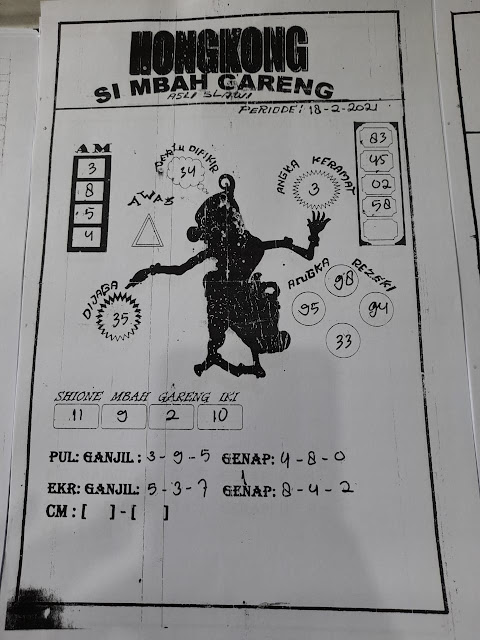 HONGKONG
SI MBAH GARENG
ASLI SLAWI
PERIODE: 18-2-2021
AM
3
8
5
4
PERLU DIFIKIR
34
AWAS
ANGKA KERAMAT
3
83
45
02
58
DIJAGA
35
ANGKA REZEKI
98
95
94
33
SHIONE MBAH GARENG IKI
11 9 2 10
PUL: GANJIL: 3-9-5 GENAP: 4-8-0
EKR: GANJIL: 5-3-7 GENAP: 8-4-2
CM : [ ] - [ ]